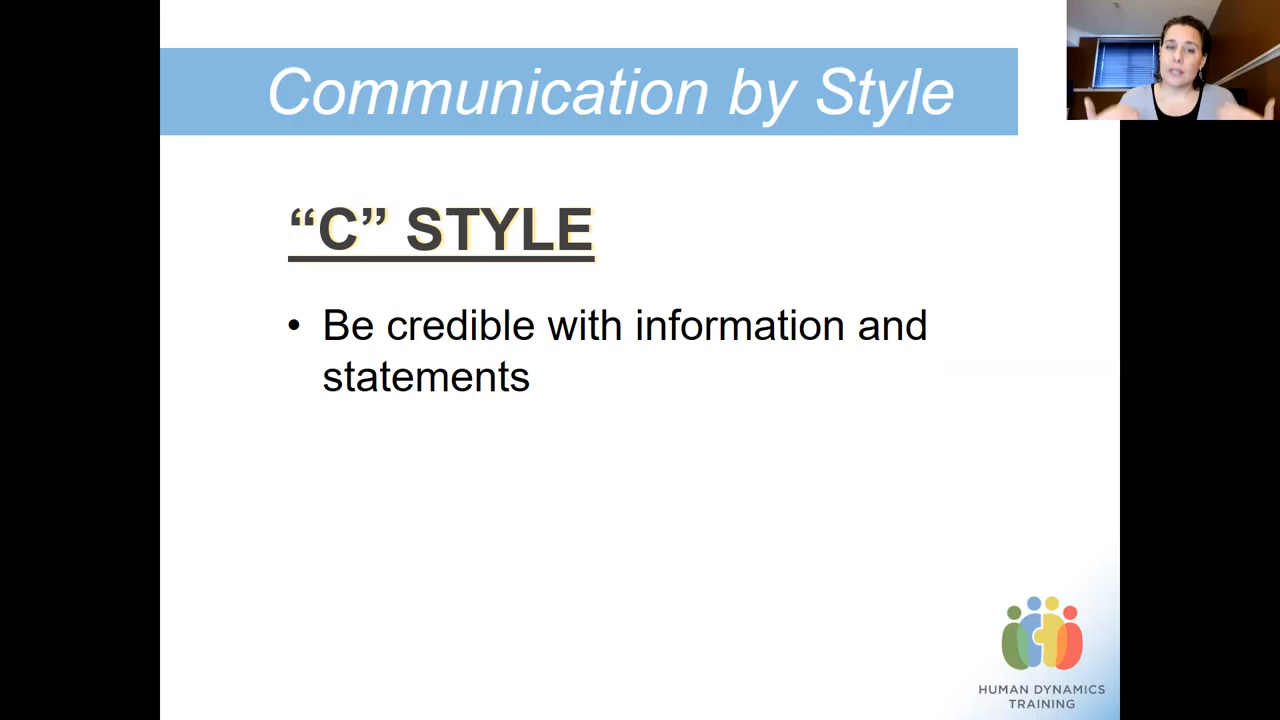 Communication by Style
“C” STYLE
• Be credible with information and
statements
HUMAN DYNAMICS
TRAINING